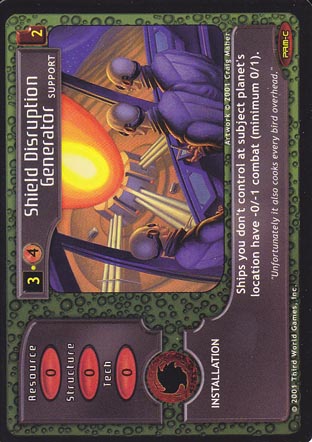 3 • 4
Shield Disruption
Generator
SUPPORT
2
Artwork © 2001 Craig Maher
Resource
0
Structure
0
Tech
0
INSTALLATION
PRM-C
Ships you don't control at subject planet's
location have -0/-1 combat (minimum 0/1).
"Unfortunately it also cooks every bird overhead."
© 2001 Third World Games, Inc.